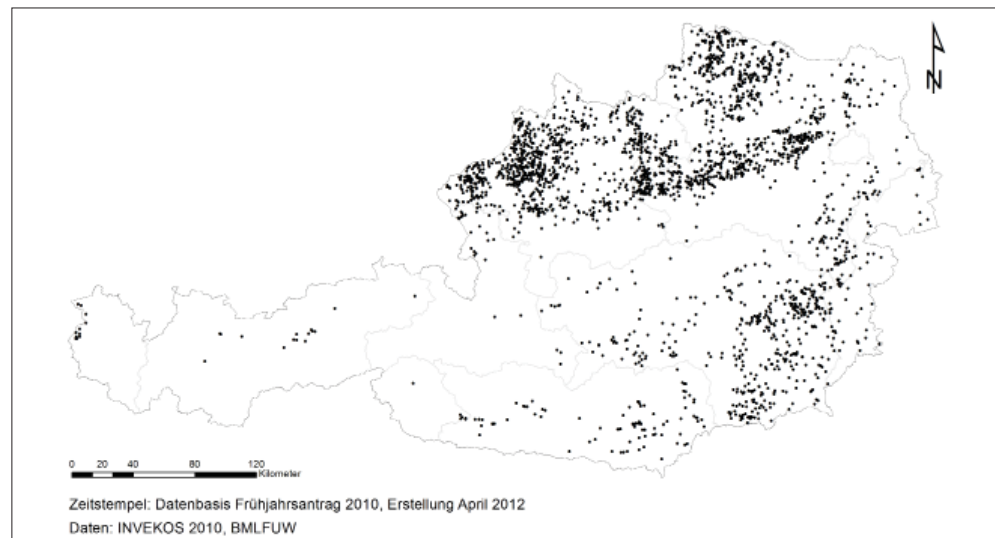 N
0 20 40 80 120
Kilometer
Zeitstempel: Datenbasis Frühjahrsantrag 2010, Erstellung April 2012
Daten: INVEKOS 2010, BMLFUW